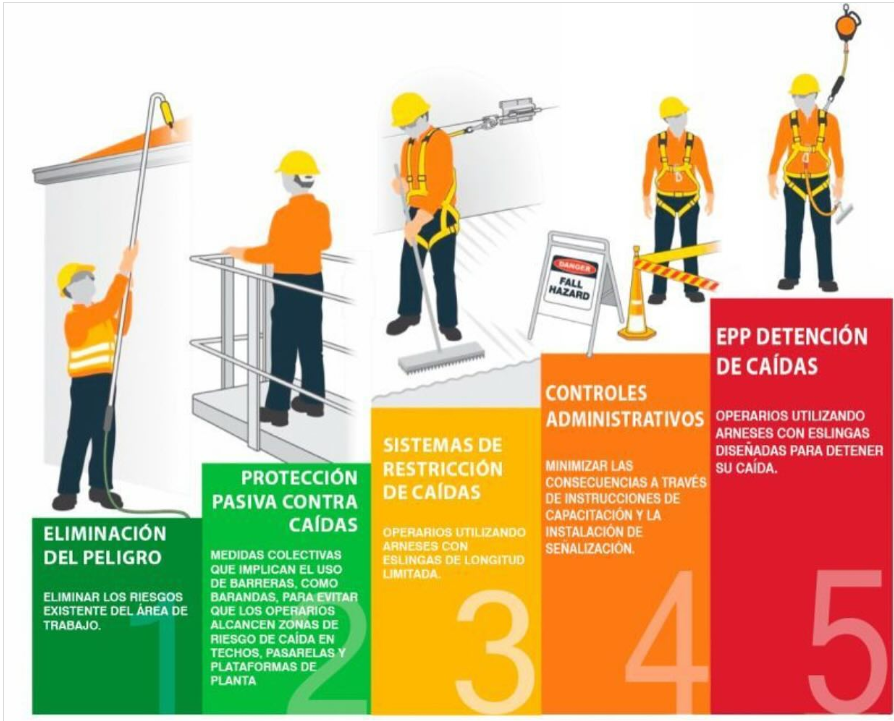 ELIMINACIÓN
DEL PELIGRO
ELIMINAR LOS RIESGOS
EXISTENTE DEL ÁREA DE
TRABAJO.
1
PROTECCIÓN
PASIVA CONTRA
CAÍDAS
MEDIDAS COLECTIVAS
QUE IMPLICAN EL USO
DE BARRERAS, COMO
BARANDAS, PARA EVITAR
QUE LOS OPERARIOS
ALCANCEN ZONAS DE
RIESGO DE CAÍDA EN
TECHOS, PASARELAS Y
PLATAFORMAS DE
PLANTA
2
SISTEMAS DE
RESTRICCIÓN
DE CAÍDAS
OPERARIOS UTILIZANDO
ARNESES CON
ESLINGAS DE LONGITUD
LIMITADA.
3
DANGER
FALL
HAZARD
CONTROLES
ADMINISTRATIVOS
MINIMIZAR LAS
CONSECUENCIAS A TRAVÉS
DE INSTRUCCIONES DE
CAPACITACIÓN Y LA
INSTALACIÓN DE
SEÑALIZACIÓN.
4
EPP DETENCIÓN
DE CAÍDAS
OPERARIOS UTILIZANDO
ARNESES CON ESLINGAS
DISEÑADAS PARA DETENER
SU CAÍDA.
5